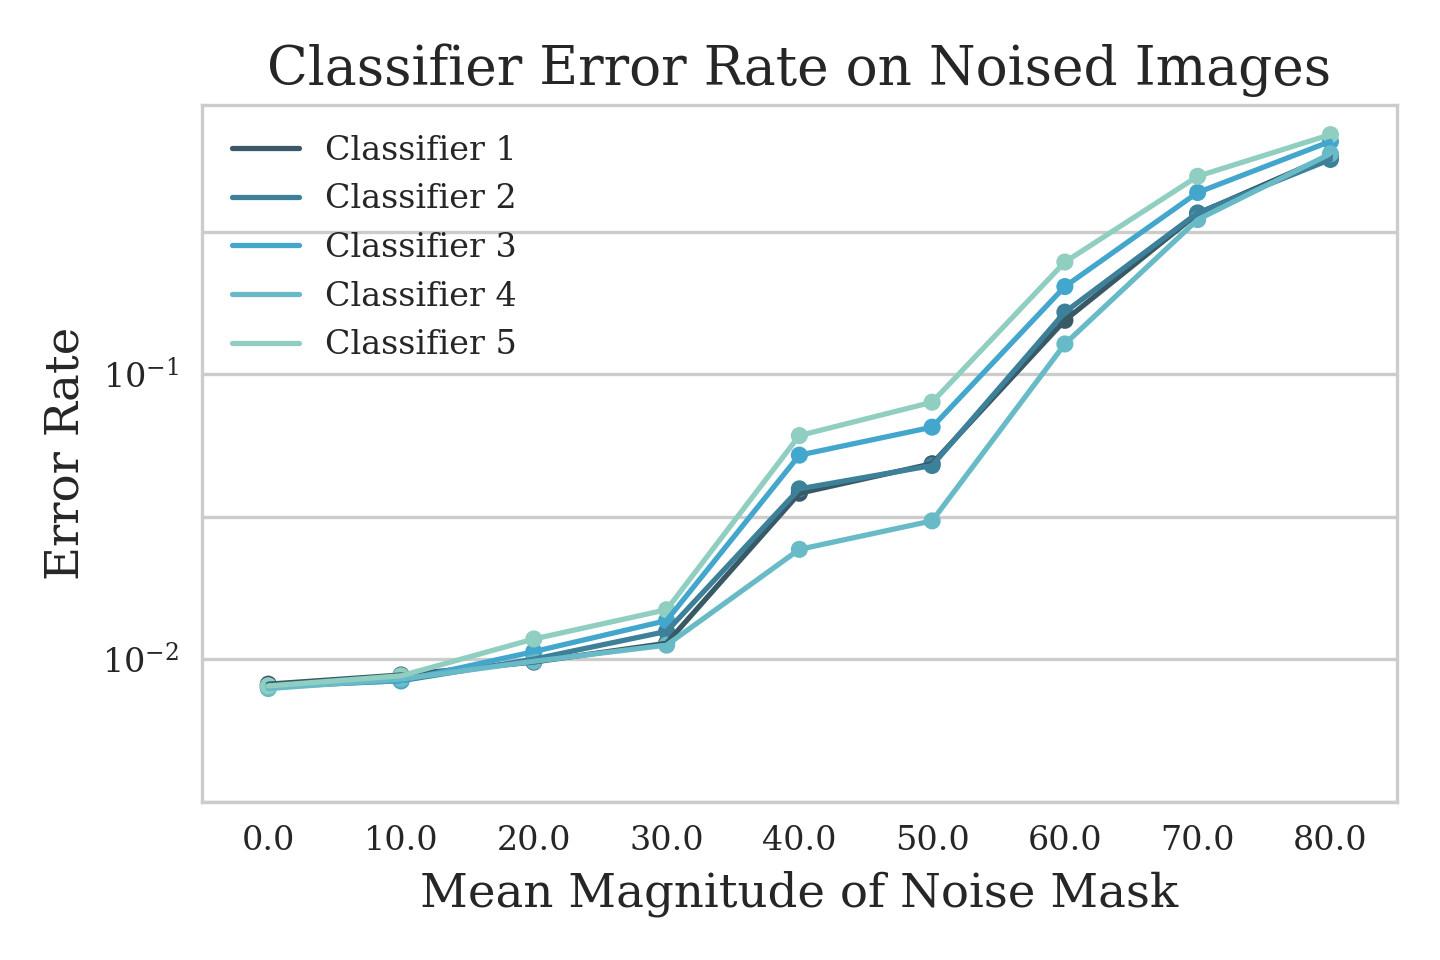 Classifier Error Rate on Noised Images
Classifier 1
Classifier 2
Classifier 3
Classifier 4
Classifier 5
Error Rate
10⁻¹
10⁻²
0.0 10.0 20.0 30.0 40.0 50.0 60.0 70.0 80.0
Mean Magnitude of Noise Mask